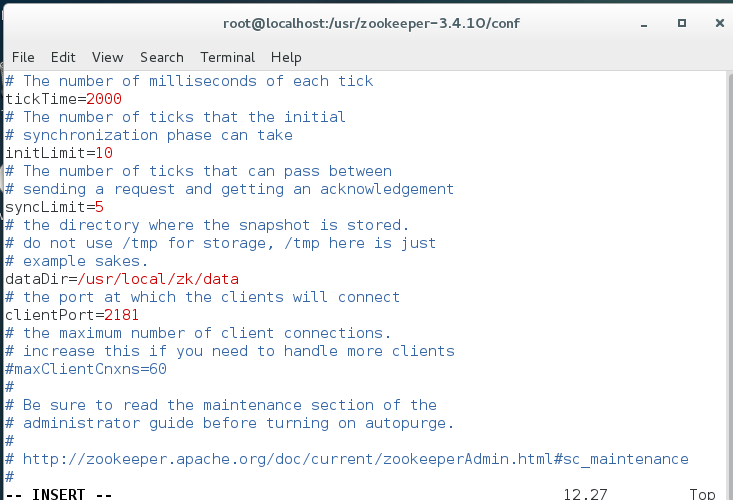 root@localhost:/usr/zookeeper-3.4.10/conf
File Edit View Search Terminal Help
# The number of milliseconds of each tick
tickTime=2000
# The number of ticks that the initial
# synchronization phase can take
initLimit=10
# The number of ticks that can pass between
# sending a request and getting an acknowledgement
syncLimit=5
# the directory where the snapshot is stored.
# do not use /tmp for storage, /tmp here is just
# example sakes.
dataDir=/usr/local/zk/data
# the port at which the clients will connect
clientPort=2181
# the maximum number of client connections.
# increase this if you need to handle more clients
#maxClientCnxns=60
#
# Be sure to read the maintenance section of the
# administrator guide before turning on autopurge.
#
# http://zookeeper.apache.org/doc/current/zookeeperAdmin.html#sc_maintenance
#
-- INSERT -- 12,27 Top